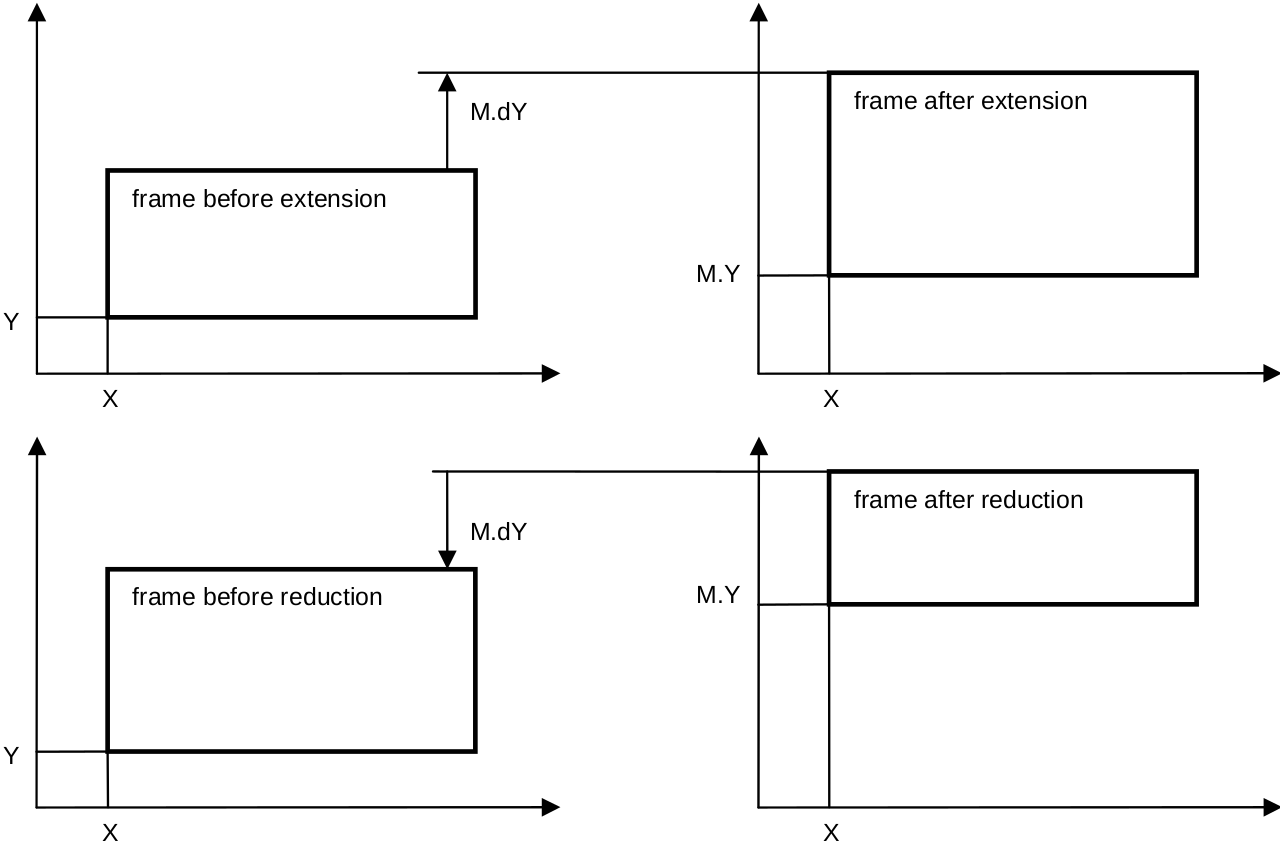 M.dY
frame before extension
Y
X
frame after extension
M.Y
X
M.dY
frame before reduction
Y
X
frame after reduction
M.Y
X